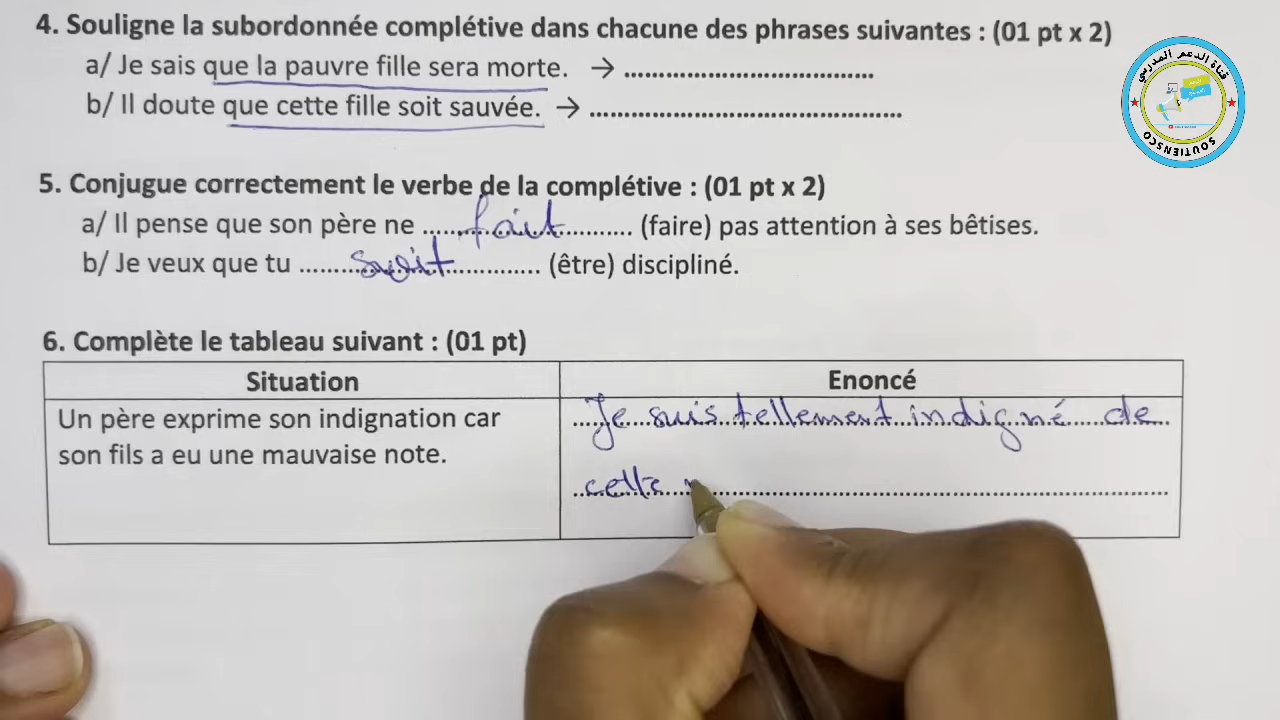 4. Souligne la subordonnée complétive dans chacune des phrases suivantes : (01 pt x 2)
a/ Je sais que la pauvre fille sera morte. → ....................................
b/ Il doute que cette fille soit sauvée. → .............................................
5. Conjugue correctement le verbe de la complétive : (01 pt x 2)
a/ Il pense que son père ne ......fait.......... (faire) pas attention à ses bêtises.
b/ Je veux que tu ........soit............ (être) discipliné.
6. Complète le tableau suivant : (01 pt)
Situation
Enoncé
Un père exprime son indignation car
son fils a eu une mauvaise note.
Je suis tellement indigné de
cette
قناة الدعم المدرسي
SOUTIENSCO